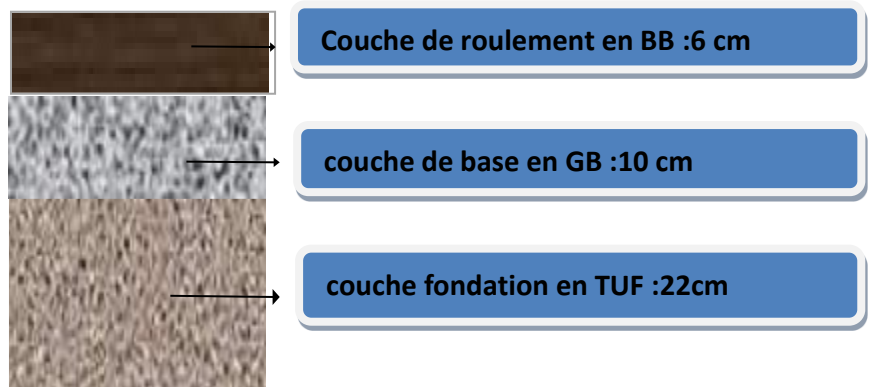 Couche de roulement en BB :6 cm
couche de base en GB :10 cm
couche fondation en TUF :22cm